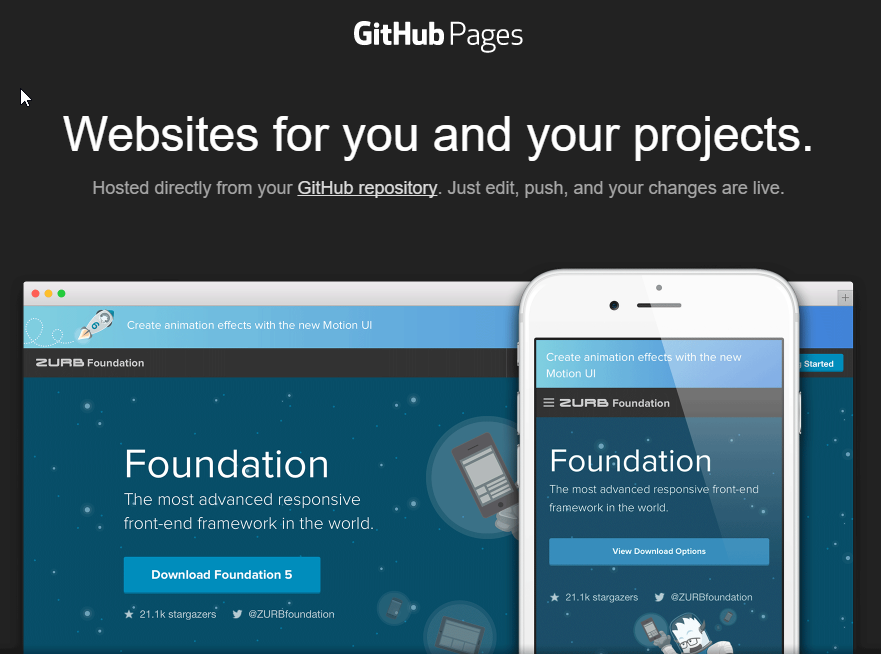 GitHub Pages
Websites for you and your projects.
Hosted directly from your GitHub repository. Just edit, push, and your changes are live.
Create animation effects with the new Motion UI
ZURB Foundation
Started
Foundation
The most advanced responsive
front-end framework in the world.
Download Foundation 5
21.1k stargazers @ZURBfoundation
Create animation effects with the new
Motion UI
ZURB Foundation
Foundation
The most advanced responsive front-end
framework in the world.
View Download Options
21.1k stargazers @ZURBfoundation